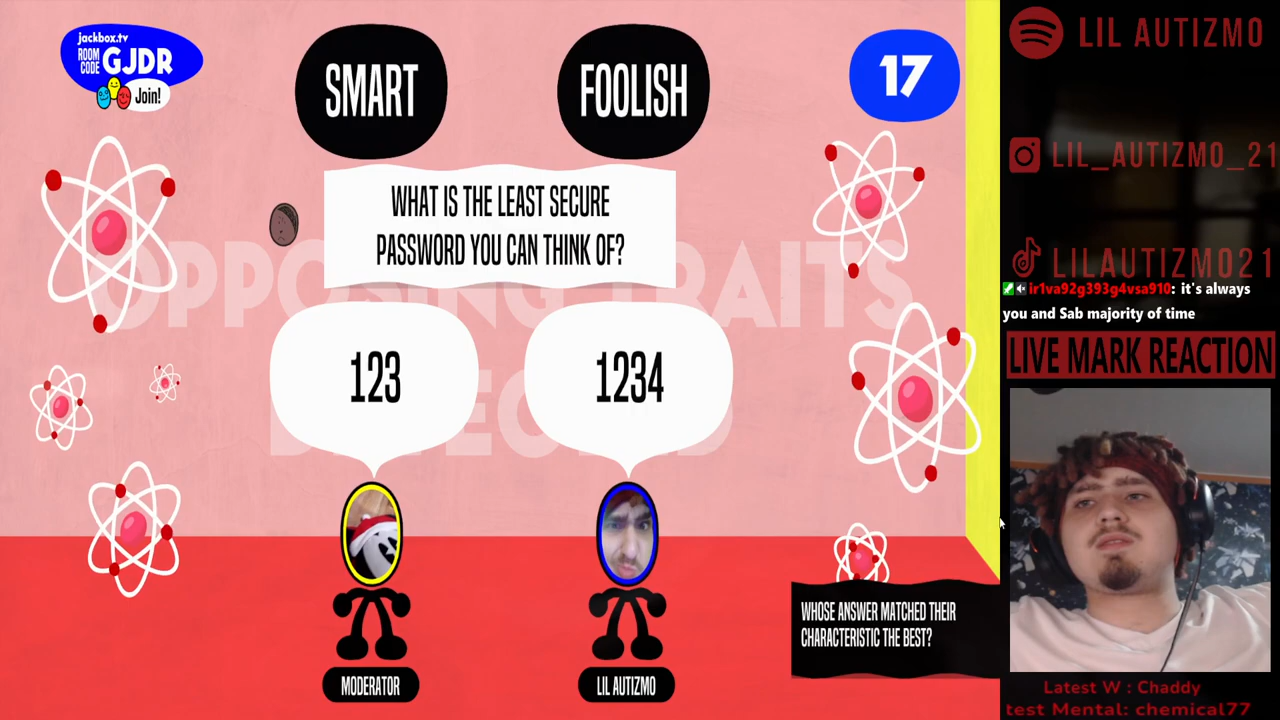 jackbox.tv
ROOM
CODE
GJDR
Join!
SMART
FOOLISH
17
WHAT IS THE LEAST SECURE
PASSWORD YOU CAN THINK OF?
OPPOSING TRAITS
123
1234
MODERATOR
LIL AUTIZMO
WHOSE ANSWER MATCHED THEIR
CHARACTERISTIC THE BEST?
LIL AUTIZMO
LIL_AUTIZMO_21
LILAUTIZMO21
ir1va92g393g4vsa910: it's always
you and Sab majority of time
LIVE MARK REACTION
Latest W : Chaddy
test Mental: chemical77